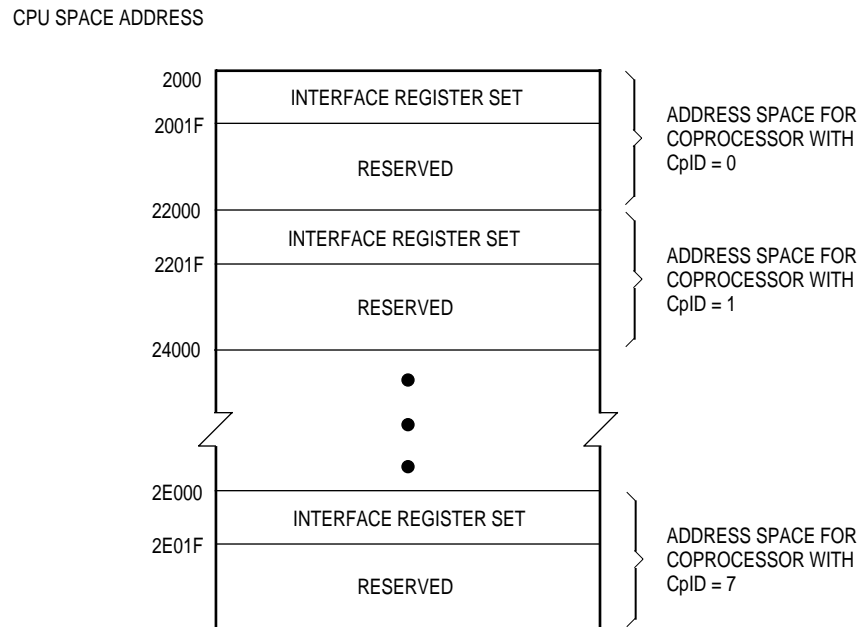 CPU SPACE ADDRESS
2000
INTERFACE REGISTER SET
2001F
RESERVED
ADDRESS SPACE FOR
COPROCESSOR WITH
CpID = 0
22000
INTERFACE REGISTER SET
2201F
RESERVED
ADDRESS SPACE FOR
COPROCESSOR WITH
CpID = 1
24000
2E000
INTERFACE REGISTER SET
2E01F
RESERVED
ADDRESS SPACE FOR
COPROCESSOR WITH
CpID = 7